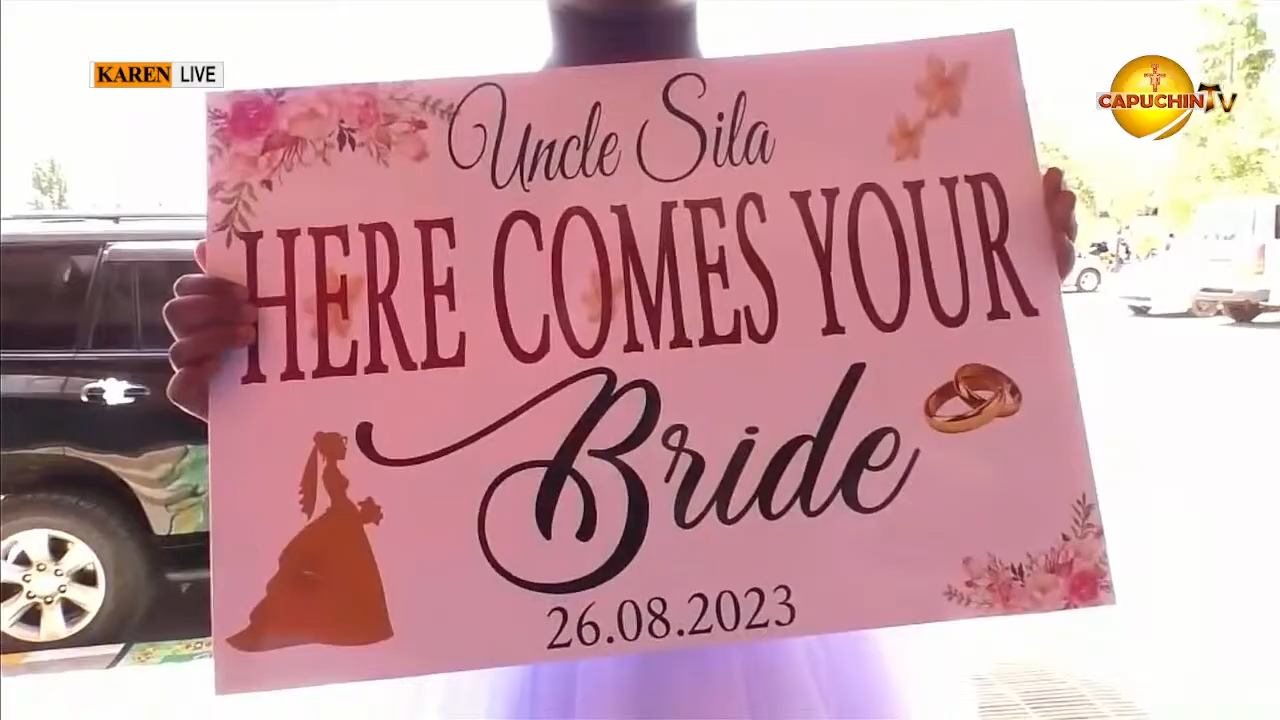 KAREN LIVE
CAPUCHIN TV
Uncle Sila
HERE COMES YOUR
Bride
26.08.2023